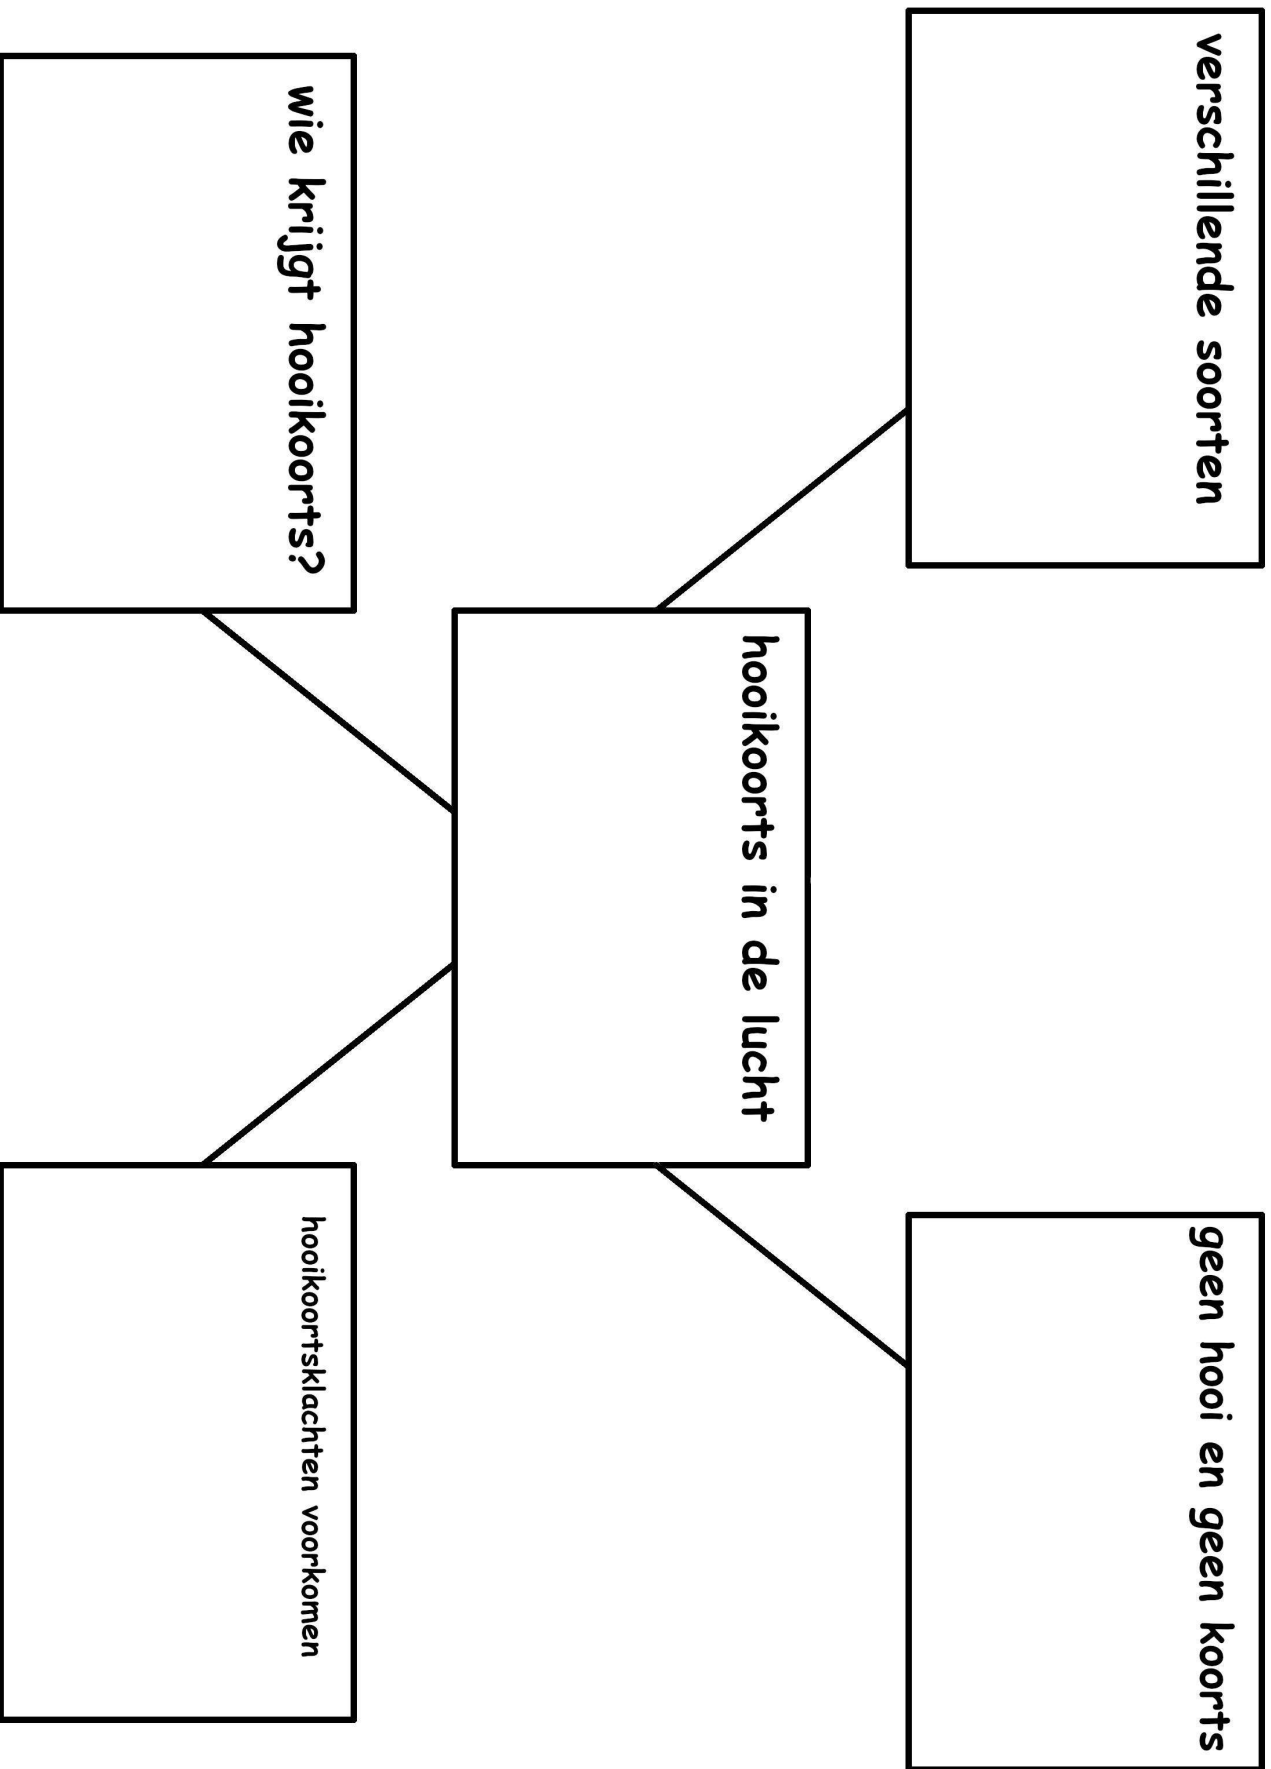 verschillende soorten
geen hooi en geen koorts
hooikoorts in de lucht
wie krijgt hooikoorts?
hooikoortsklachten voorkomen